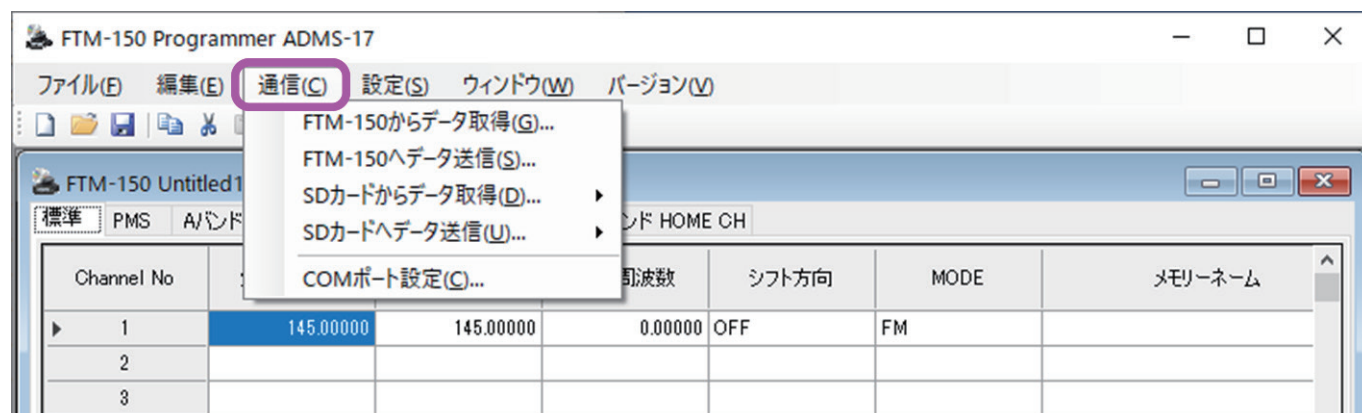 FTM-150 Programmer ADMS-17
ファイル(F) 編集(E) 通信(C) 設定(S) ウィンドウ(W) バージョン(V)
FTM-150からデータ取得(G)...
FTM-150へデータ送信(S)...
SDカードからデータ取得(D)...
SDカードへデータ送信(U)...
COMポート設定(C)...
FTM-150 Untitled1
標準 PMS Aバンド ンド HOME CH
Channel No 周波数 シフト方向 MODE メモリーネーム
1 145.00000 145.00000 0.00000 OFF FM
2
3